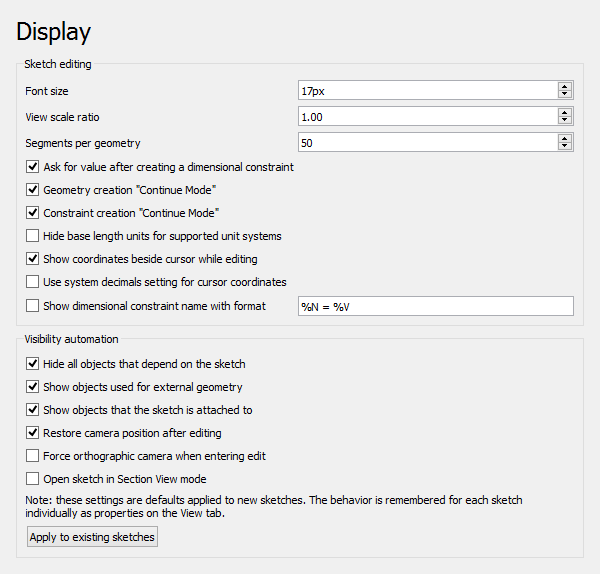 Display
Sketch editing
Font size 17px
View scale ratio 1.00
Segments per geometry 50
Ask for value after creating a dimensional constraint
Geometry creation "Continue Mode"
Constraint creation "Continue Mode"
Hide base length units for supported unit systems
Show coordinates beside cursor while editing
Use system decimals setting for cursor coordinates
Show dimensional constraint name with format %N = %V
Visibility automation
Hide all objects that depend on the sketch
Show objects used for external geometry
Show objects that the sketch is attached to
Restore camera position after editing
Force orthographic camera when entering edit
Open sketch in Section View mode
Note: these settings are defaults applied to new sketches. The behavior is remembered for each sketch
individually as properties on the View tab.
Apply to existing sketches